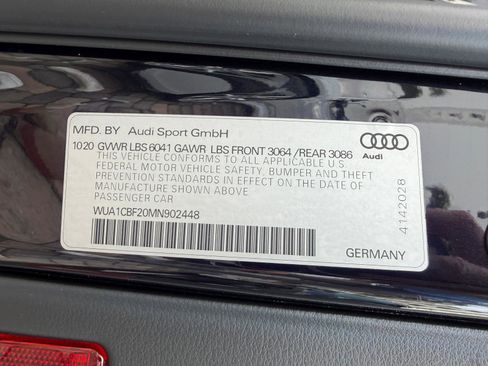 MFD. BY Audi Sport GmbH
1020 GVWR LBS 6041 GAWR LBS FRONT 3064 /REAR 3086
THIS VEHICLE CONFORMS TO ALL APPLICABLE U.S.
FEDERAL MOTOR VEHICLE SAFETY, BUMPER AND THEFT
PREVENTION STANDARDS IN EFFECT ON THE DATE OF
MANUFACTURE SHOWN ABOVE
PASSENGER CAR
WUA1CBF20MN902448
Audi
4142028
GERMANY